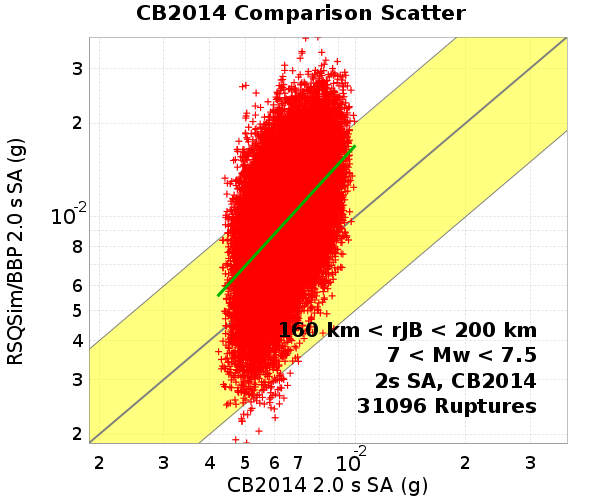 CB2014 Comparison Scatter
RSQSim/BBP 2.0 s SA (g)
3
2
10-2
8
6
5
4
3
2
160 km < rJB < 200 km
7 < Mw < 7.5
2s SA, CB2014
31096 Ruptures
2 3 4 5 6 7 10-2 2 3
CB2014 2.0 s SA (g)